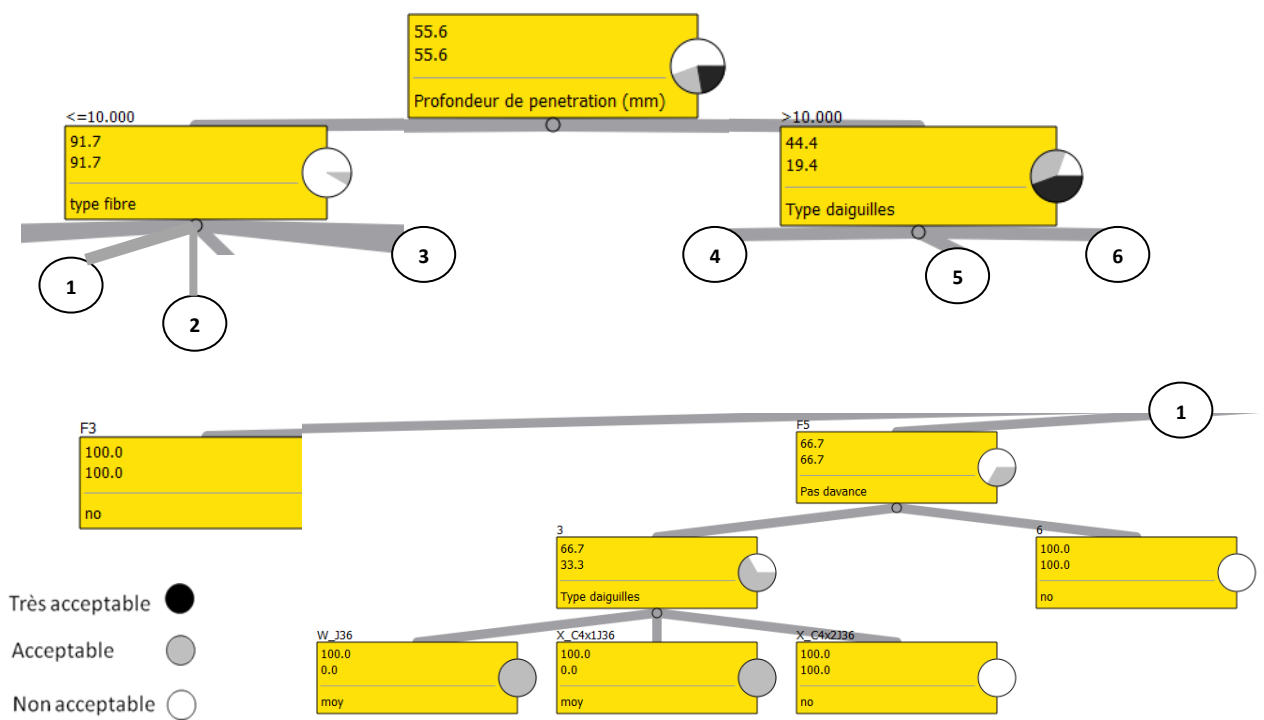 55.6
55.6
Profondeur de penetration (mm)
<=10.000
91.7
91.7
type fibre
>10.000
44.4
19.4
Type daiguilles
1
2
3
4
5
6
1
F3
100.0
100.0
no
F5
66.7
66.7
Pas davance
3
66.7
33.3
Type daiguilles
6
100.0
100.0
no
W_J36
100.0
0.0
moy
X_C4x1J36
100.0
0.0
moy
X_C4x2J36
100.0
100.0
no
Très acceptable
Acceptable
Non acceptable